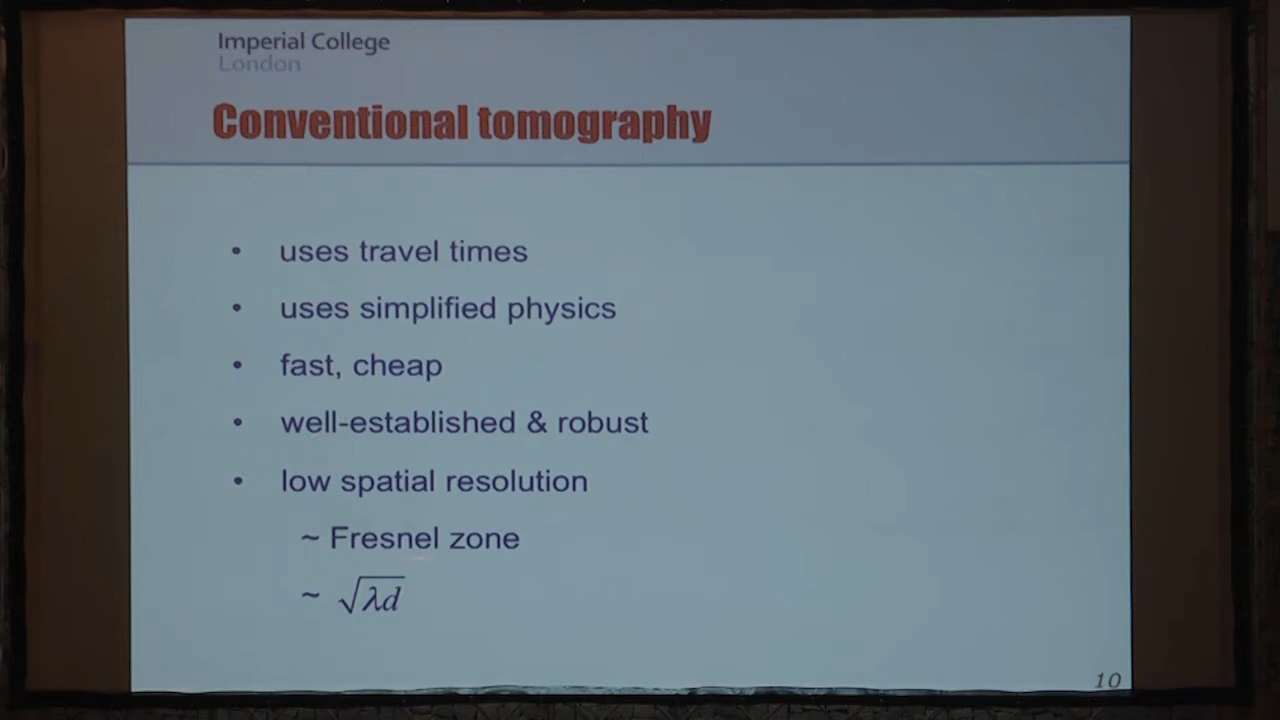 Imperial College
London
Conventional tomography
• uses travel times
• uses simplified physics
• fast, cheap
• well-established & robust
• low spatial resolution
~ Fresnel zone
~ √λd
10